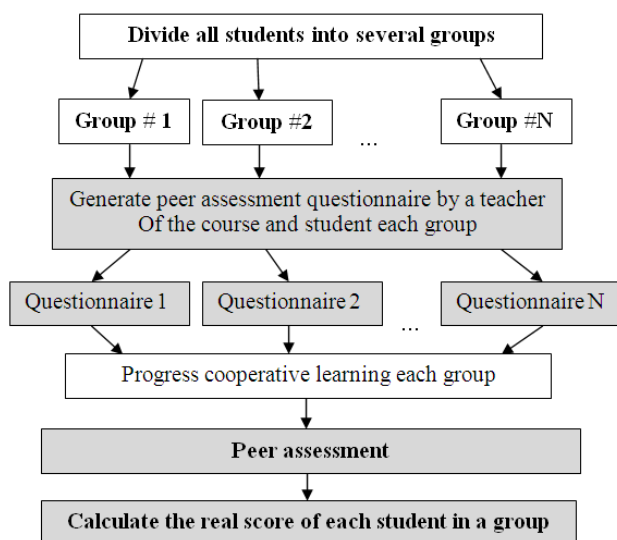 Divide all students into several groups
Group # 1
Group #2
...
Group #N
Generate peer assessment questionnaire by a teacher
Of the course and student each group
Questionnaire 1
Questionnaire 2
...
Questionnaire N
Progress cooperative learning each group
Peer assessment
Calculate the real score of each student in a group